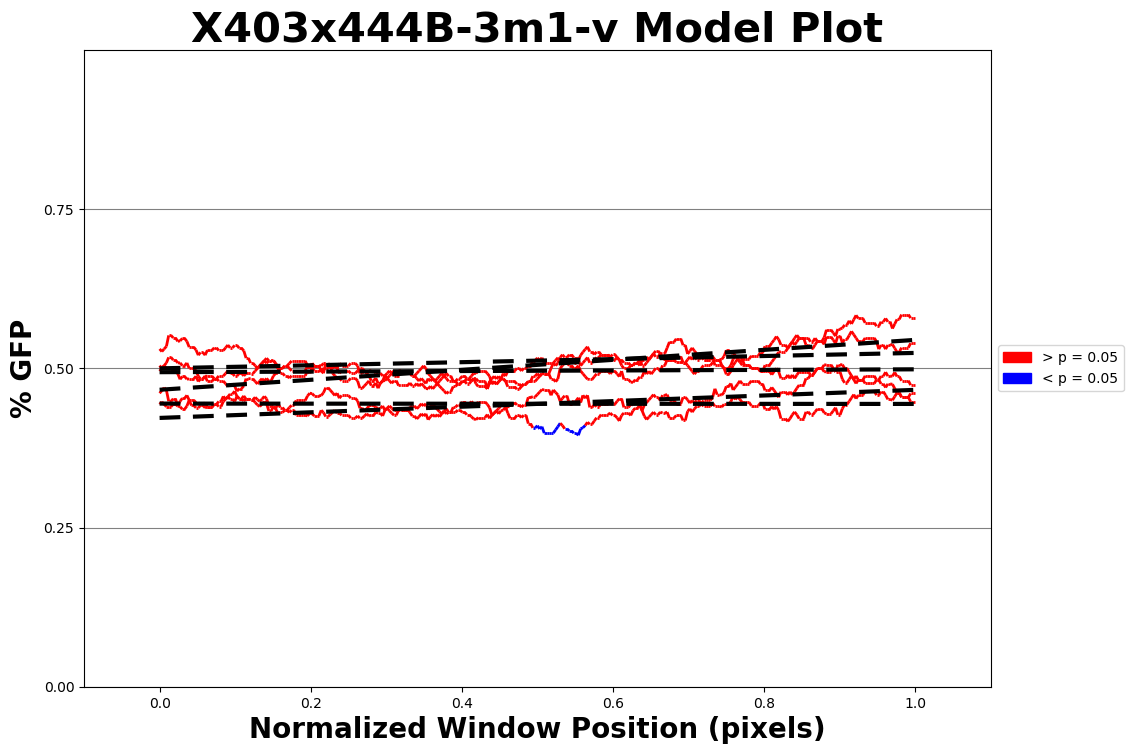 X403x444B-3m1-v Model Plot
% GFP
0.75
0.50
0.25
0.00
0.0 0.2 0.4 0.6 0.8 1.0
Normalized Window Position (pixels)
> p = 0.05
< p = 0.05